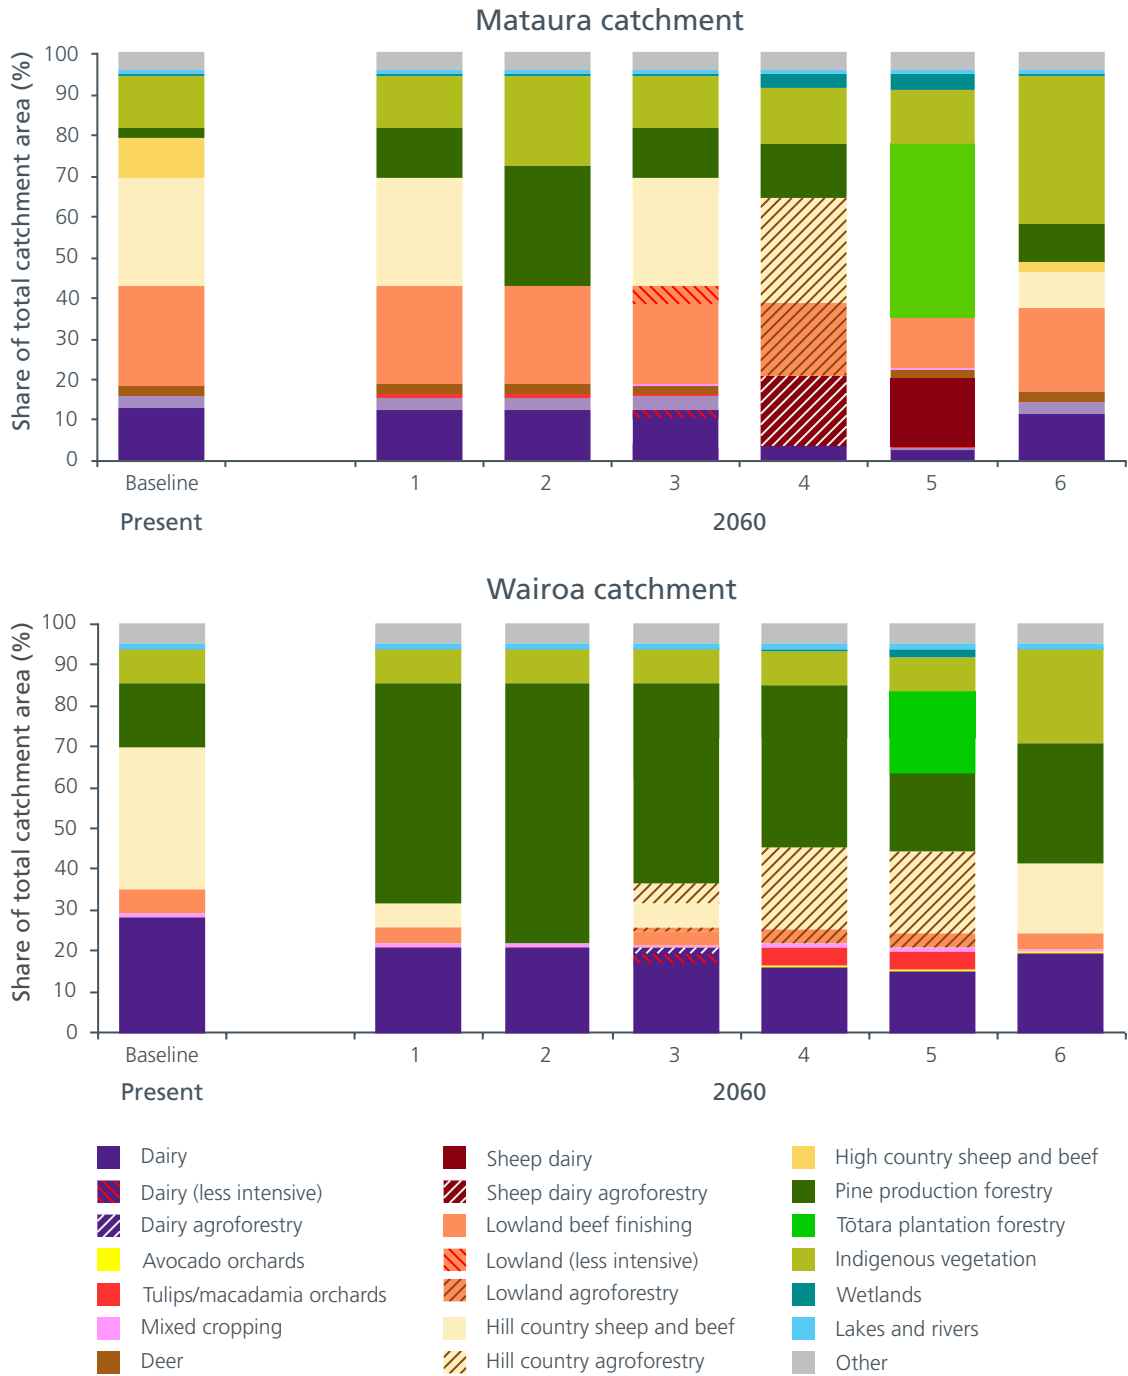 Mataura catchment
Share of total catchment area (%)
100
90
80
70
60
50
40
30
20
10
0
Baseline 1 2 3 4 5 6
Present 2060
Wairoa catchment
Share of total catchment area (%)
100
90
80
70
60
50
40
30
20
10
0
Baseline 1 2 3 4 5 6
Present 2060
Dairy
Dairy (less intensive)
Dairy agroforestry
Avocado orchards
Tulips/macadamia orchards
Mixed cropping
Deer
Sheep dairy
Sheep dairy agroforestry
Lowland beef finishing
Lowland (less intensive)
Lowland agroforestry
Hill country sheep and beef
Hill country agroforestry
High country sheep and beef
Pine production forestry
Tōtara plantation forestry
Indigenous vegetation
Wetlands
Lakes and rivers
Other